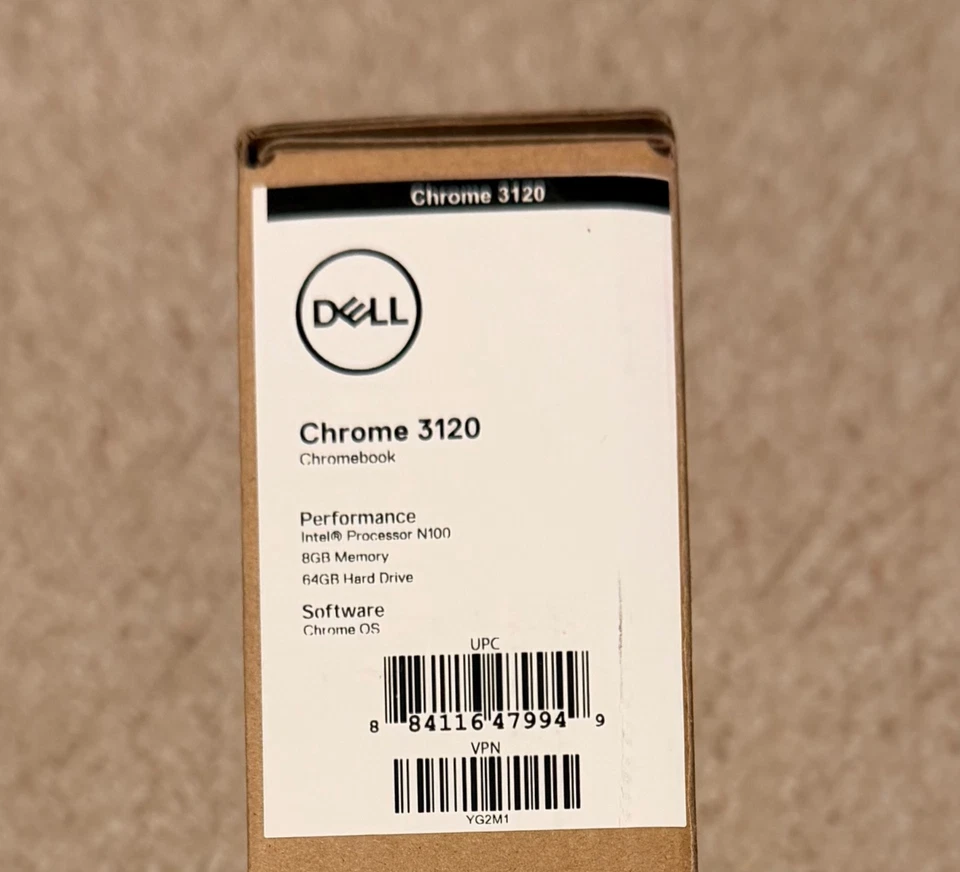 Chrome 3120
DELL
Chrome 3120
Chromebook
Performance
Intel® Processor N100
8GB Memory
64GB Hard Drive
Software
Chrome OS
UPC
8 84116 47994 9
VPN
YG2M1